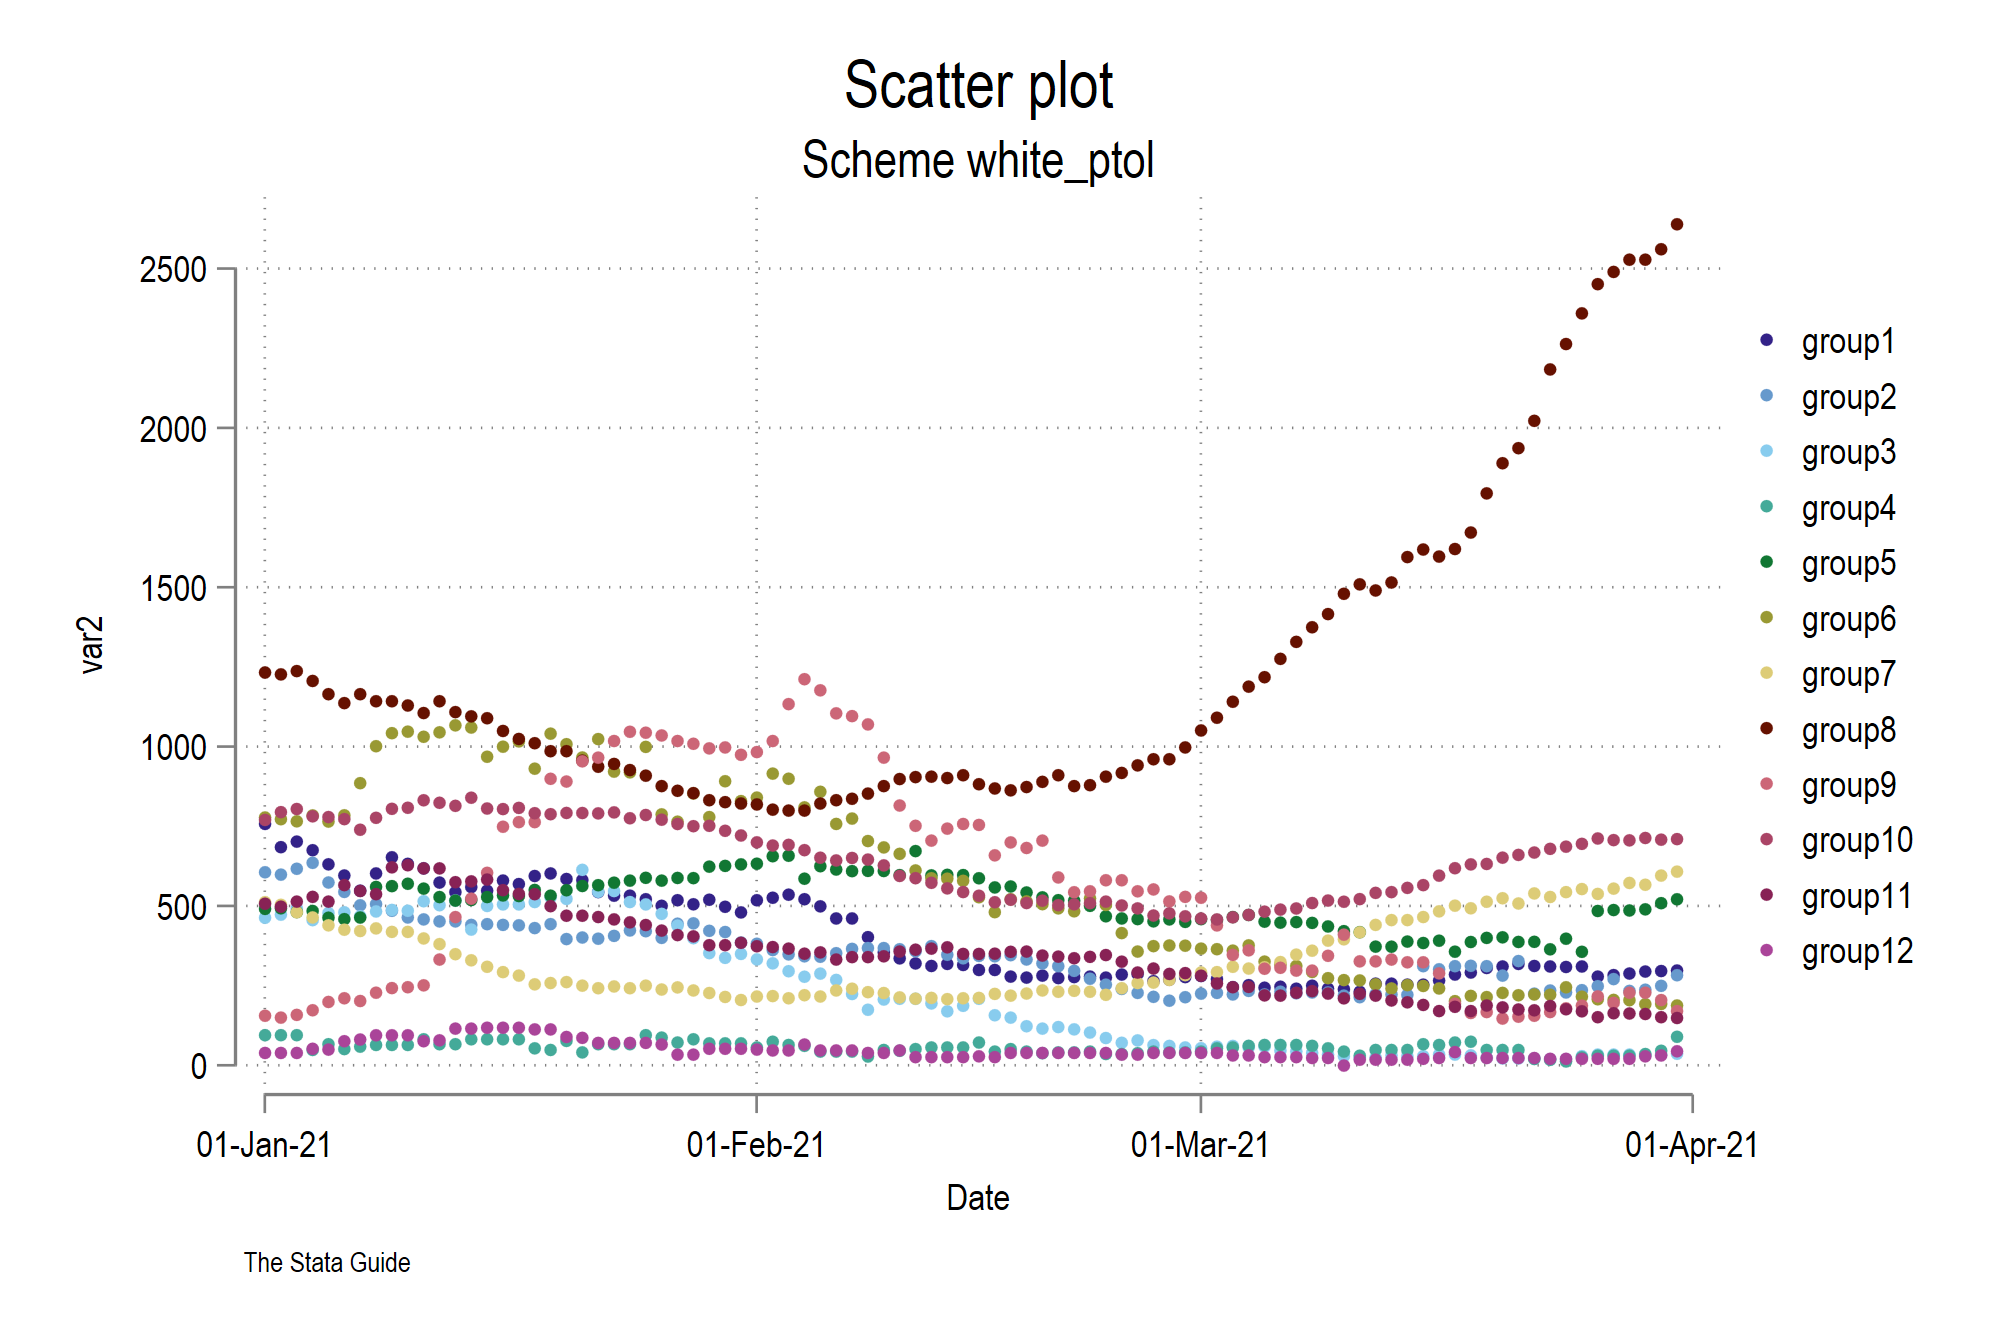 Scatter plot
Scheme white_ptol
2500
2000
1500
1000
500
0
var2
01-Jan-21
01-Feb-21
01-Mar-21
01-Apr-21
Date
group1
group2
group3
group4
group5
group6
group7
group8
group9
group10
group11
group12
The Stata Guide